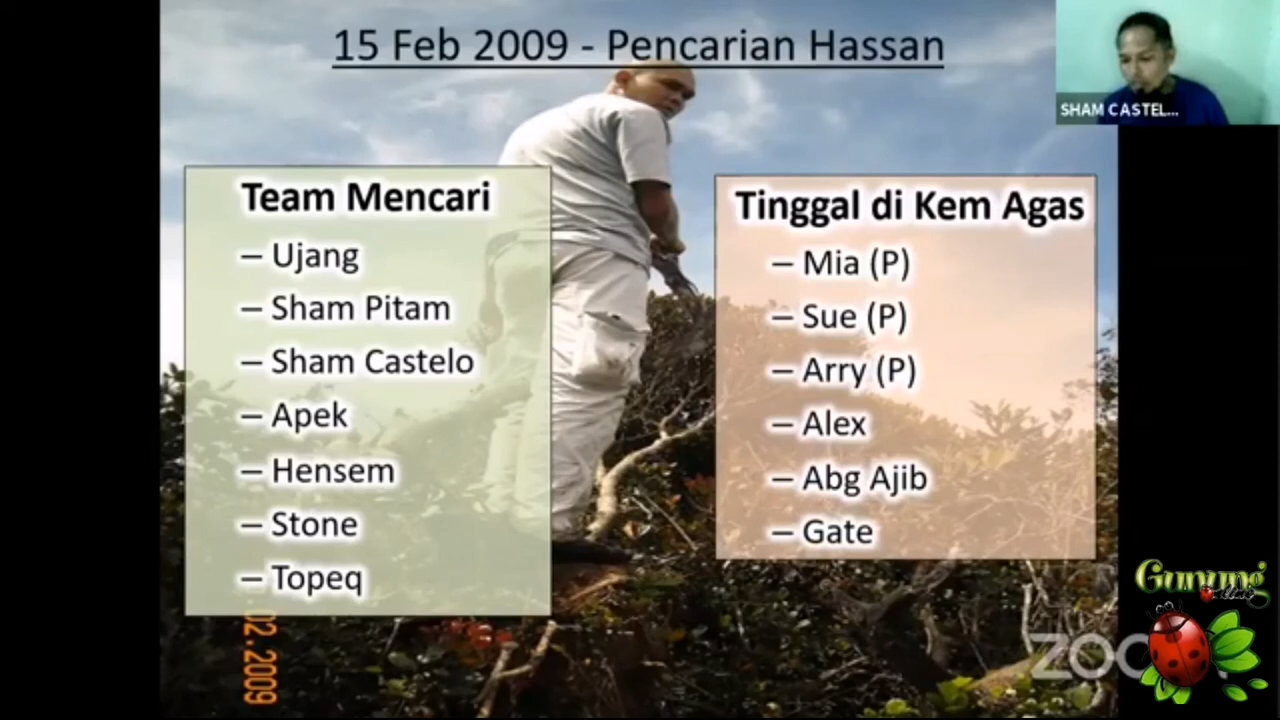 15 Feb 2009 - Pencarian Hassan
SHAM CASTEL...
Team Mencari
– Ujang
– Sham Pitam
– Sham Castelo
– Apek
– Hensem
– Stone
– Topeq
Tinggal di Kem Agas
– Mia (P)
– Sue (P)
– Arry (P)
– Alex
– Abg Ajib
– Gate
02.2009
Gunung